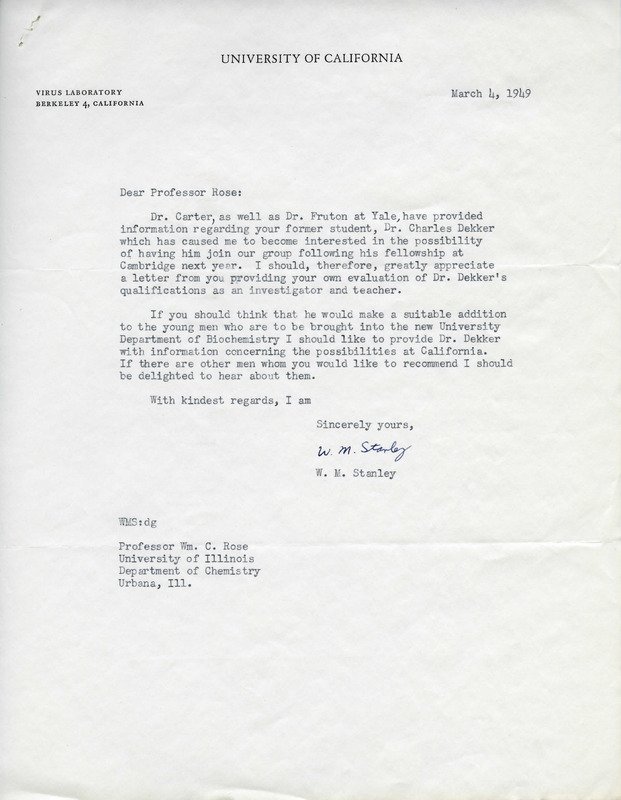 UNIVERSITY OF CALIFORNIA
VIRUS LABORATORY
BERKELEY 4, CALIFORNIA
March 4, 1949
Dear Professor Rose:
Dr. Carter, as well as Dr. Fruton at Yale, have provided
information regarding your former student, Dr. Charles Dekker
which has caused me to become interested in the possibility
of having him join our group following his fellowship at
Cambridge next year. I should, therefore, greatly appreciate
a letter from you providing your own evaluation of Dr. Dekker's
qualifications as an investigator and teacher.
If you should think that he would make a suitable addition
to the young men who are to be brought into the new University
Department of Biochemistry I should like to provide Dr. Dekker
with information concerning the possibilities at California.
If there are other men whom you would like to recommend I should
be delighted to hear about them.
With kindest regards, I am
Sincerely yours,
W. M. Stanley
W. M. Stanley
WMS:dg
Professor Wm. C. Rose
University of Illinois
Department of Chemistry
Urbana, Ill.